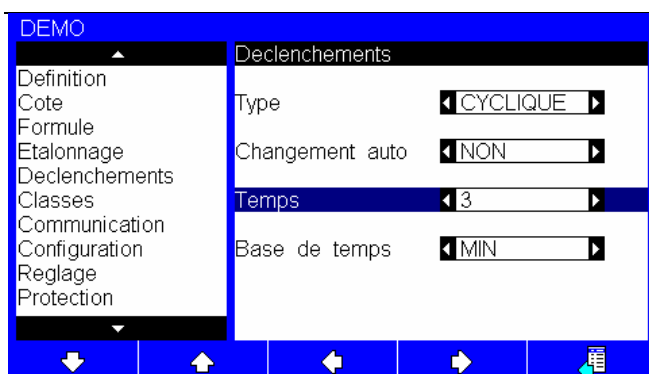 DEMO
Definition
Cote
Formule
Etalonnage
Declenchements
Classes
Communication
Configuration
Reglage
Protection
Declenchements
Type CYCLIQUE
Changement auto NON
Temps 3
Base de temps MIN